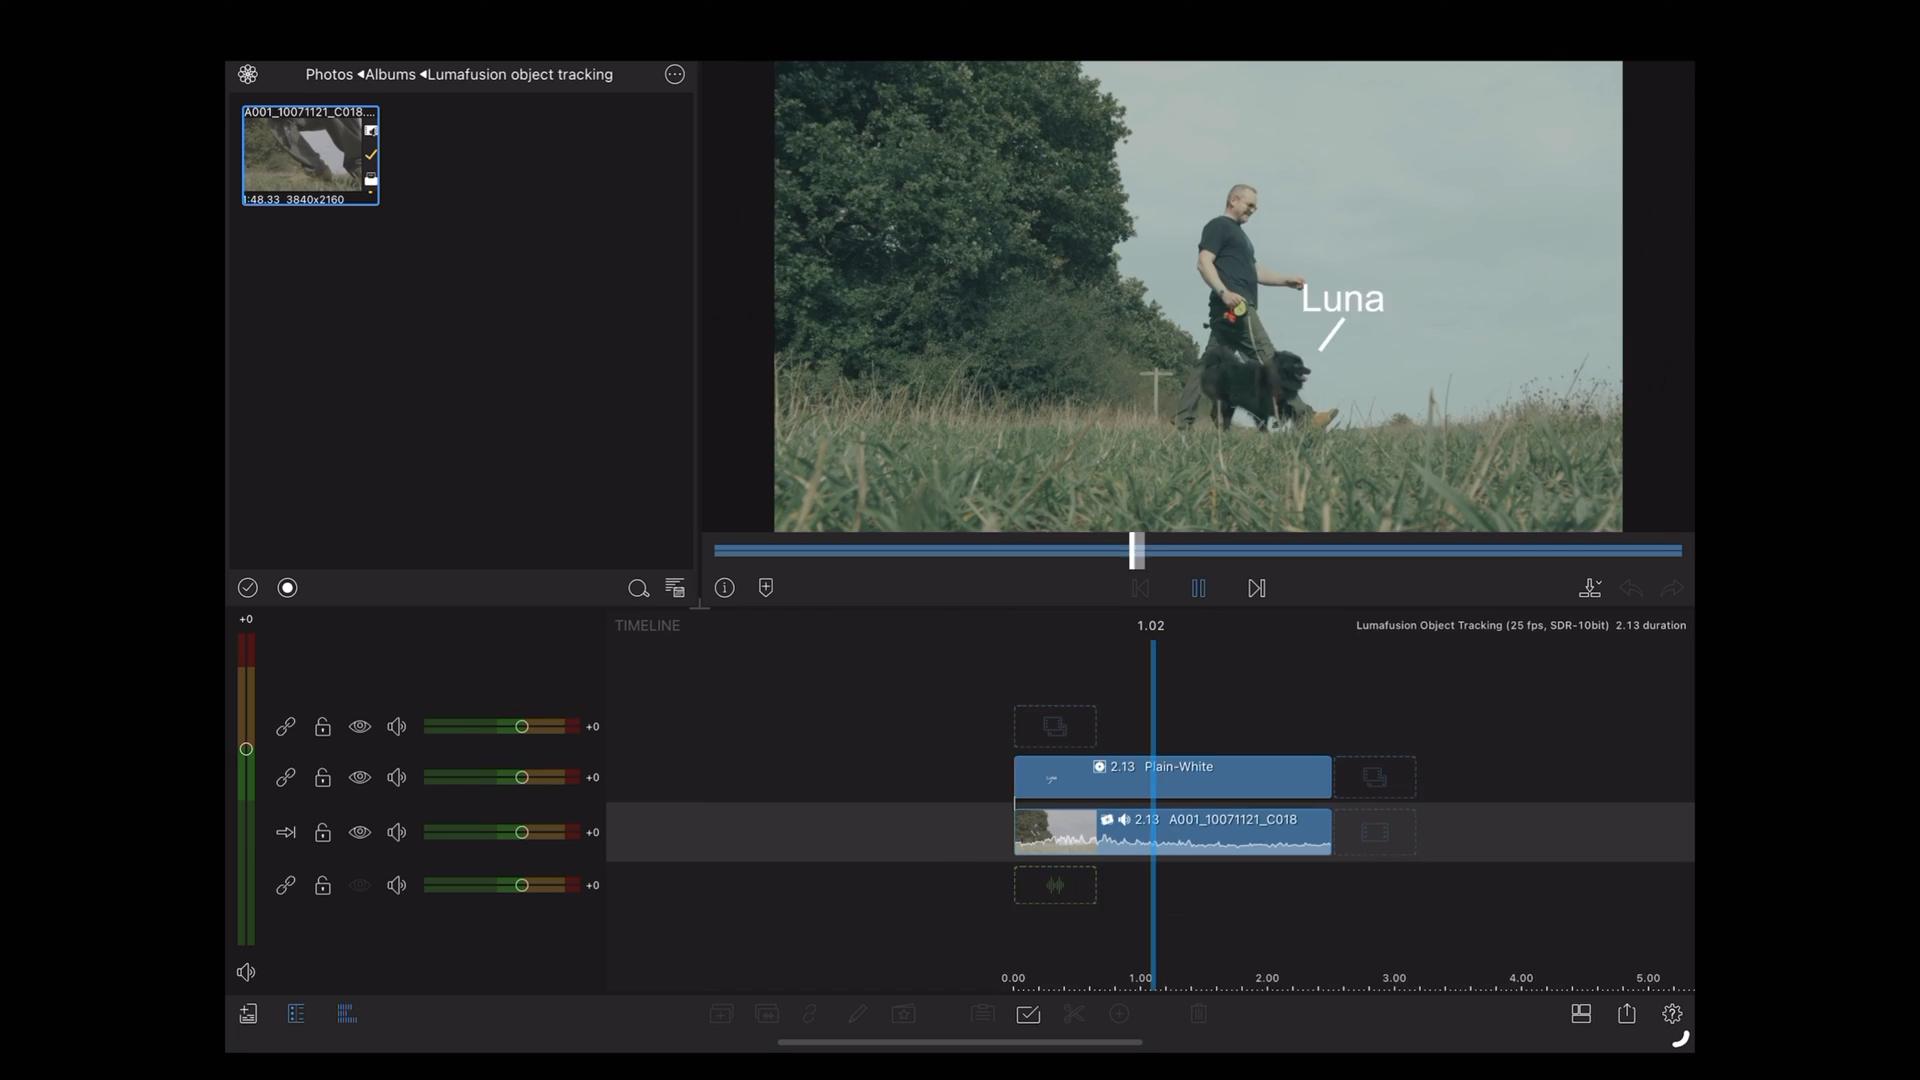 Photos ◀Albums ◀Lumafusion object tracking
A001_10071121_C018....
1:48.33 3840x2160
Luna
+0
TIMELINE
1.02
Lumafusion Object Tracking (25 fps, SDR-10bit) 2.13 duration
+0
2.13 Plain-White
+0
2.13 A001_10071121_C018
+0
+0
0.00 1.00 2.00 3.00 4.00 5.00